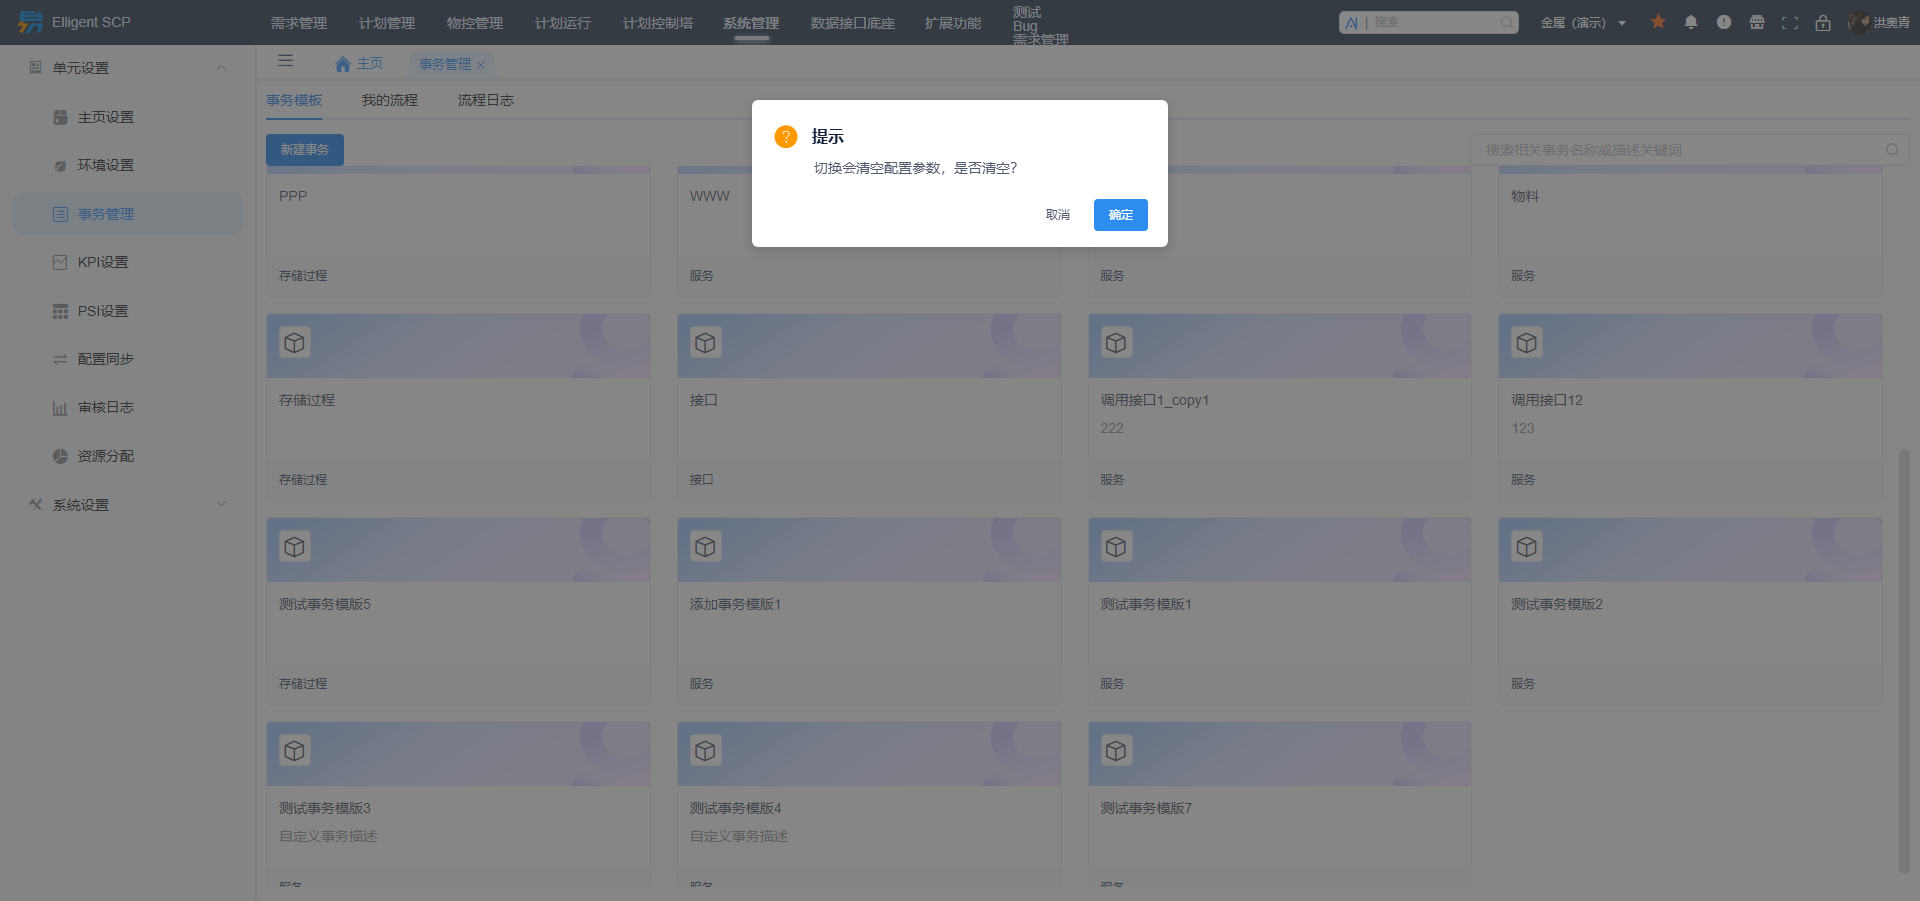 Elligent SCP
需求管理
计划管理
物控管理
计划运行
计划控制塔
系统管理
数据接口底座
扩展功能
测试
Bug
需求管理
AI | 搜索
金属（演示）
洪奥青
单元设置
主页设置
环境设置
事务管理
KPI设置
PSI设置
配置同步
审核日志
资源分配
系统设置
主页
事务管理
事务模板
我的流程
流程日志
新建事务
搜索相关事务名称或描述关键词
提示
切换会清空配置参数，是否清空?
取消
确定
PPP
WWW
物料
存储过程
服务
服务
服务
存储过程
接口
调用接口1_copy1
调用接口12
222
123
存储过程
接口
服务
服务
测试事务模版5
添加事务模版1
测试事务模版1
测试事务模版2
存储过程
服务
服务
服务
测试事务模版3
测试事务模版4
测试事务模版7
自定义事务描述
自定义事务描述
服务
服务
服务